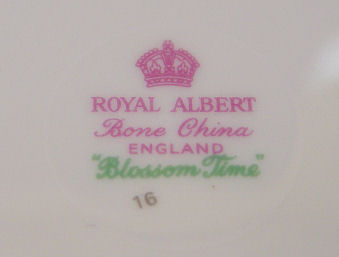 ROYAL ALBERT
Bone China
ENGLAND
"Blossom Time"
16